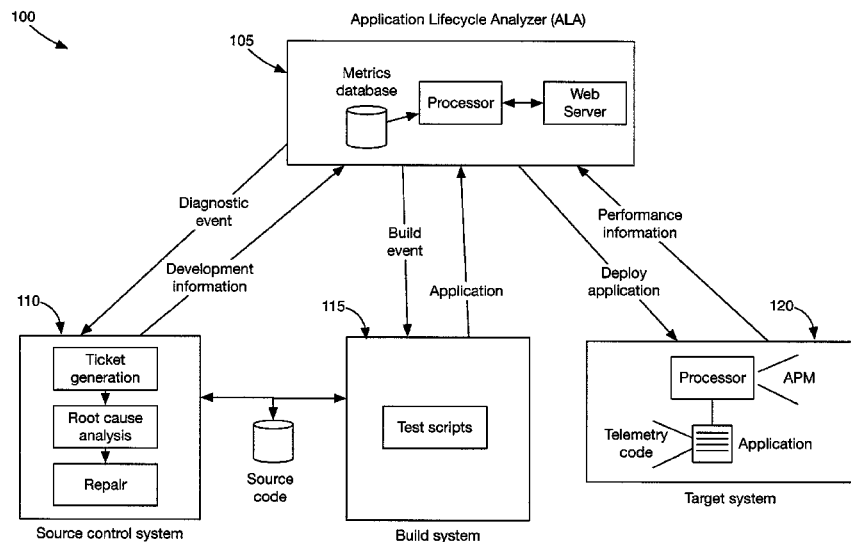 100
Application Lifecycle Analyzer (ALA)
105
Metrics
database
Processor
Web
Server
Diagnostic
event
Development
information
Build
event
Application
Performance
information
Deploy
application
110
Ticket
generation
Root cause
analysis
Repair
Source control system
Source
code
115
Test scripts
Build system
120
Processor
APM
Telemetry
code
Application
Target system